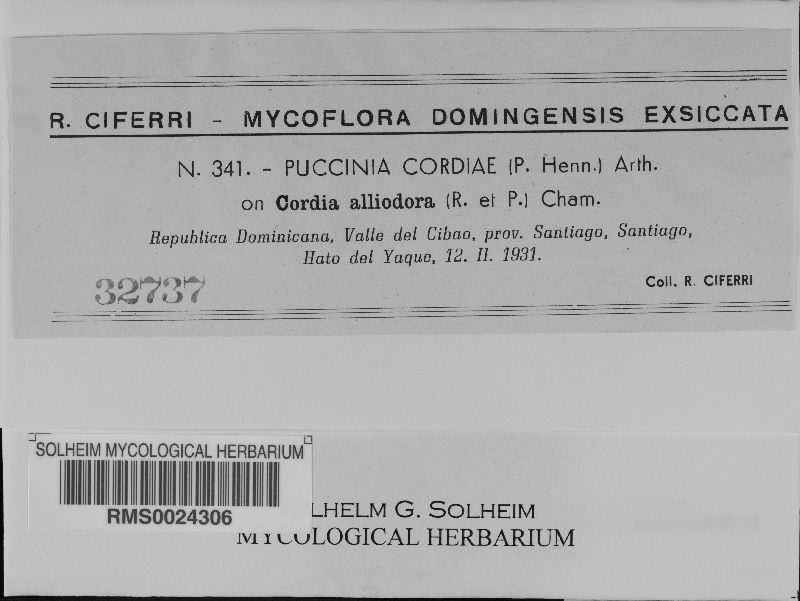 R. CIFERRI - MYCOFLORA DOMINGENSIS EXSICCATA
N. 341. - PUCCINIA CORDIAE (P. Henn.) Arth.
on Cordia alliodora (R. et P.) Cham.
Republica Dominicana, Valle del Cibao, prov. Santiago, Santiago,
Hato del Yaque, 12. II. 1931.
32737
Coll. R. CIFERRI
SOLHEIM MYCOLOGICAL HERBARIUM
RMS0024306
LHELM G. SOLHEIM
MYCOLOGICAL HERBARIUM